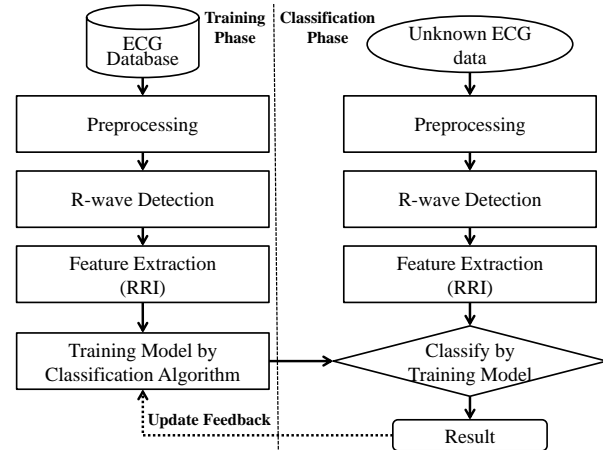 ECG
Database
Training
Phase
Preprocessing
R-wave Detection
Feature Extraction
(RRI)
Training Model by
Classification Algorithm
Update Feedback
Classification
Phase
Unknown ECG
data
Preprocessing
R-wave Detection
Feature Extraction
(RRI)
Classify by
Training Model
Result